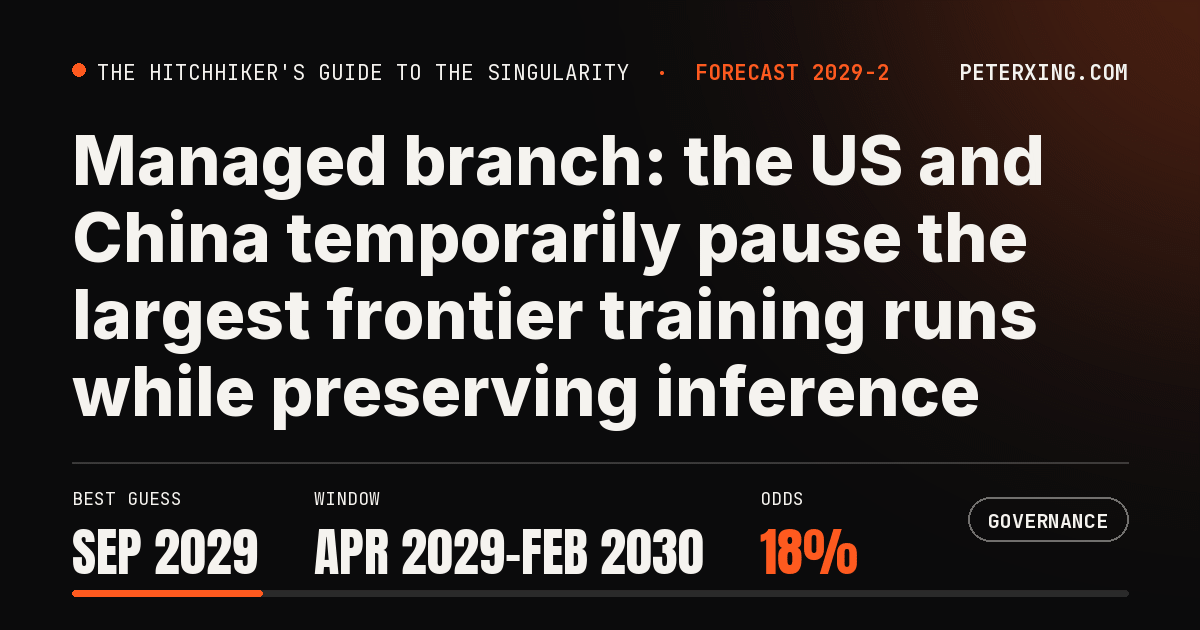 THE HITCHHIKER'S GUIDE TO THE SINGULARITY · FORECAST 2029-2 PETERXING.COM
Managed branch: the US and
China temporarily pause the
largest frontier training runs
while preserving inference
BEST GUESS WINDOW ODDS
SEP 2029 APR 2029–FEB 2030 18% GOVERNANCE